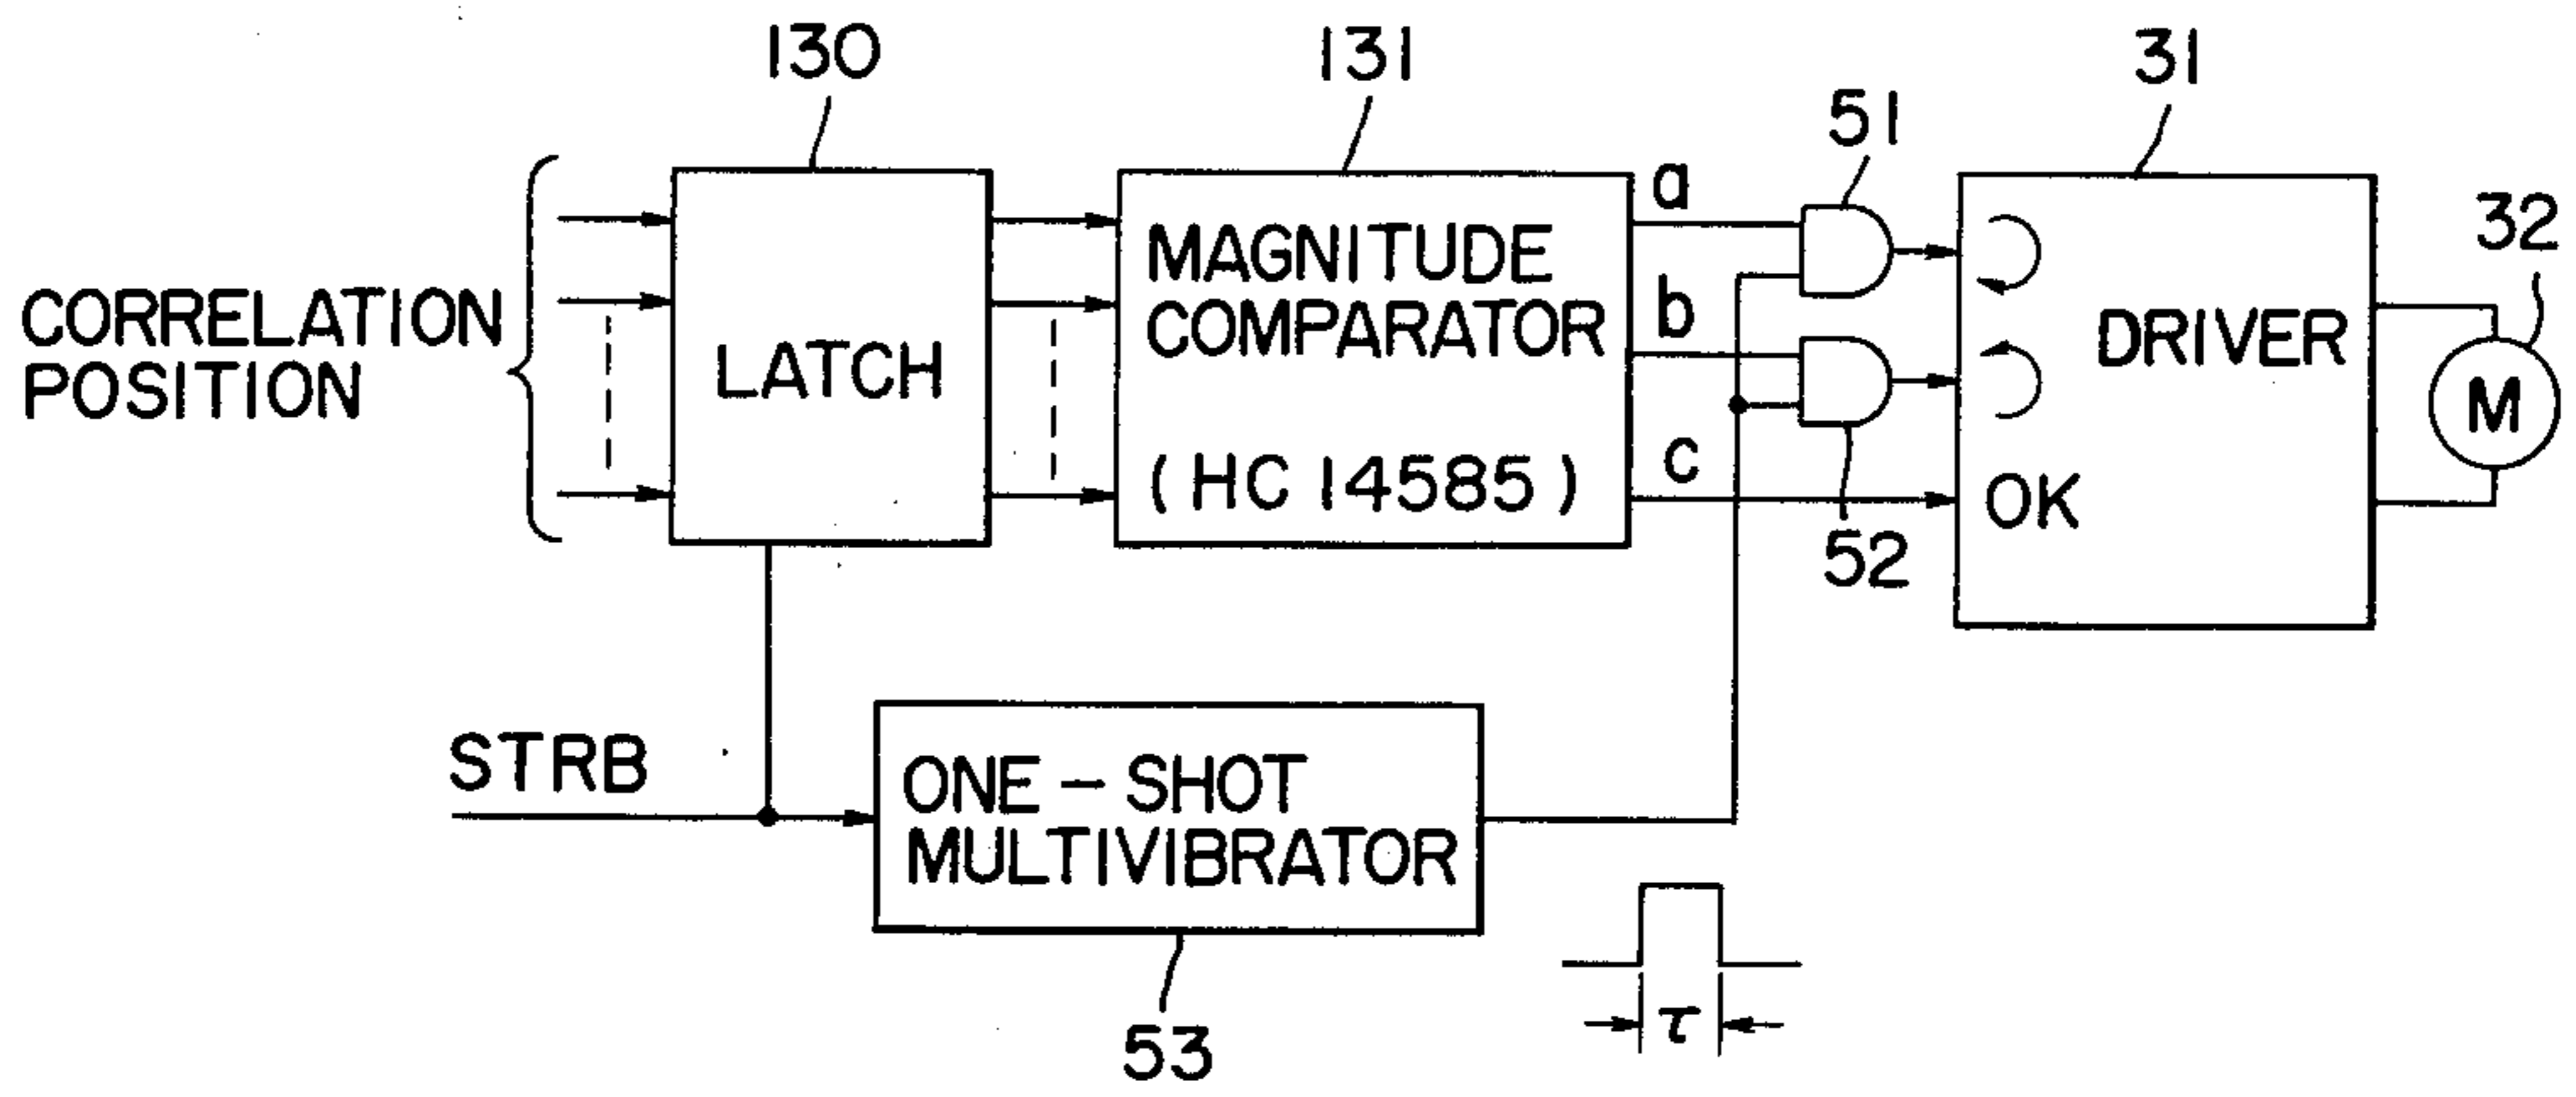 130
131
31
51
32
a
b
c
CORRELATION
POSITION
LATCH
MAGNITUDE
COMPARATOR
(HC 14585)
DRIVER
OK
M
52
STRB
ONE-SHOT
MULTIVIBRATOR
53
τ